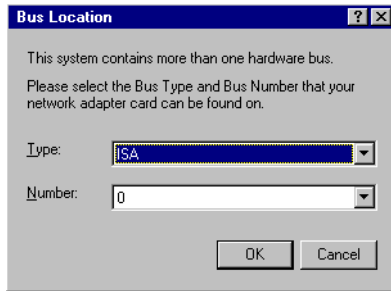 Bus Location
This system contains more than one hardware bus.
Please select the Bus Type and Bus Number that your
network adapter card can be found on.
Type: ISA
Number: 0
OK Cancel